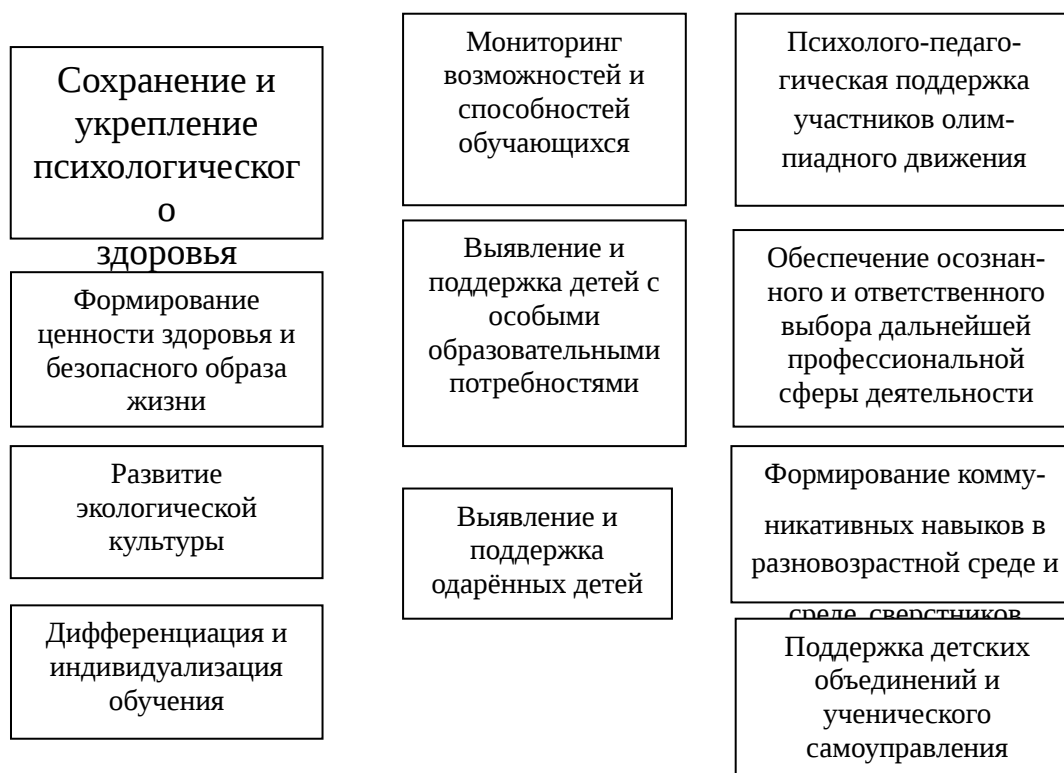 Сохранение и
укрепление
психологическог
о
здоровья
Формирование
ценности здоровья и
безопасного образа
жизни
Развитие
экологической
культуры
Дифференциация и
индивидуализация
обучения
Мониторинг
возможностей и
способностей
обучающихся
Выявление и
поддержка детей с
особыми
образовательными
потребностями
Выявление и
поддержка
одарённых детей
Психолого-педаго-
гическая поддержка
участников олим-
пиадного движения
Обеспечение осознан-
ного и ответственного
выбора дальнейшей
профессиональной
сферы деятельности
Формирование комму-
никативных навыков в
разновозрастной среде и
среде сверстников
Поддержка детских
объединений и
ученического
самоуправления